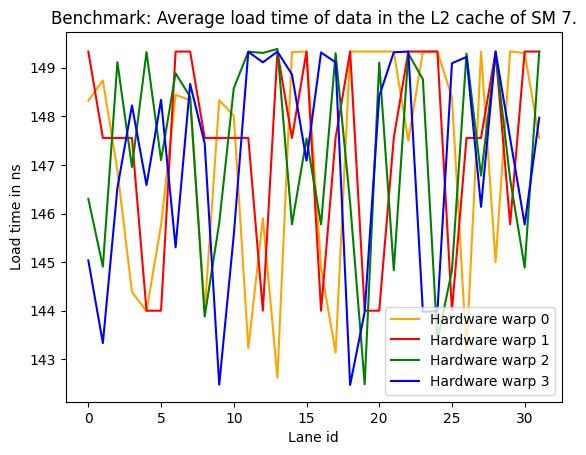 Benchmark: Average load time of data in the L2 cache of SM 7.
Load time in ns
149
148
147
146
145
144
143
Hardware warp 0
Hardware warp 1
Hardware warp 2
Hardware warp 3
0 5 10 15 20 25 30
Lane id